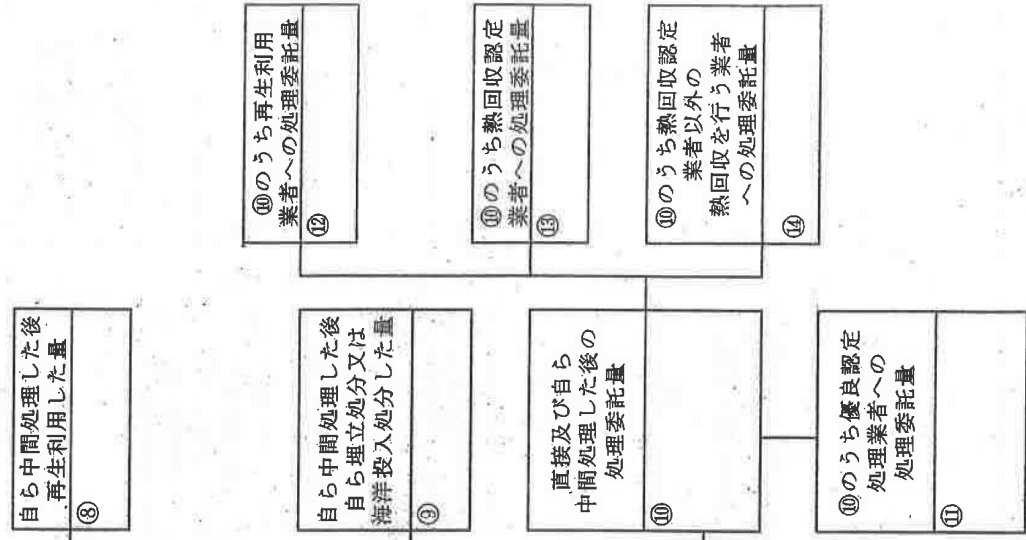 自ら中間処理した後
再生利用した量
⑧
自ら中間処理した後
自ら埋立処分又は
海洋投入処分した量
⑨
直接及び自ら
中間処理した後の
処理委託量
⑩
⑩のうち優良認定
処理業者への
処理委託量
⑪
⑩のうち再生利用
業者への処理委託量
⑫
⑩のうち熱回収認定
業者への処理委託量
⑬
⑩のうち熱回収認定
業者以外の
熱回収を行う業者
への処理委託量
⑭